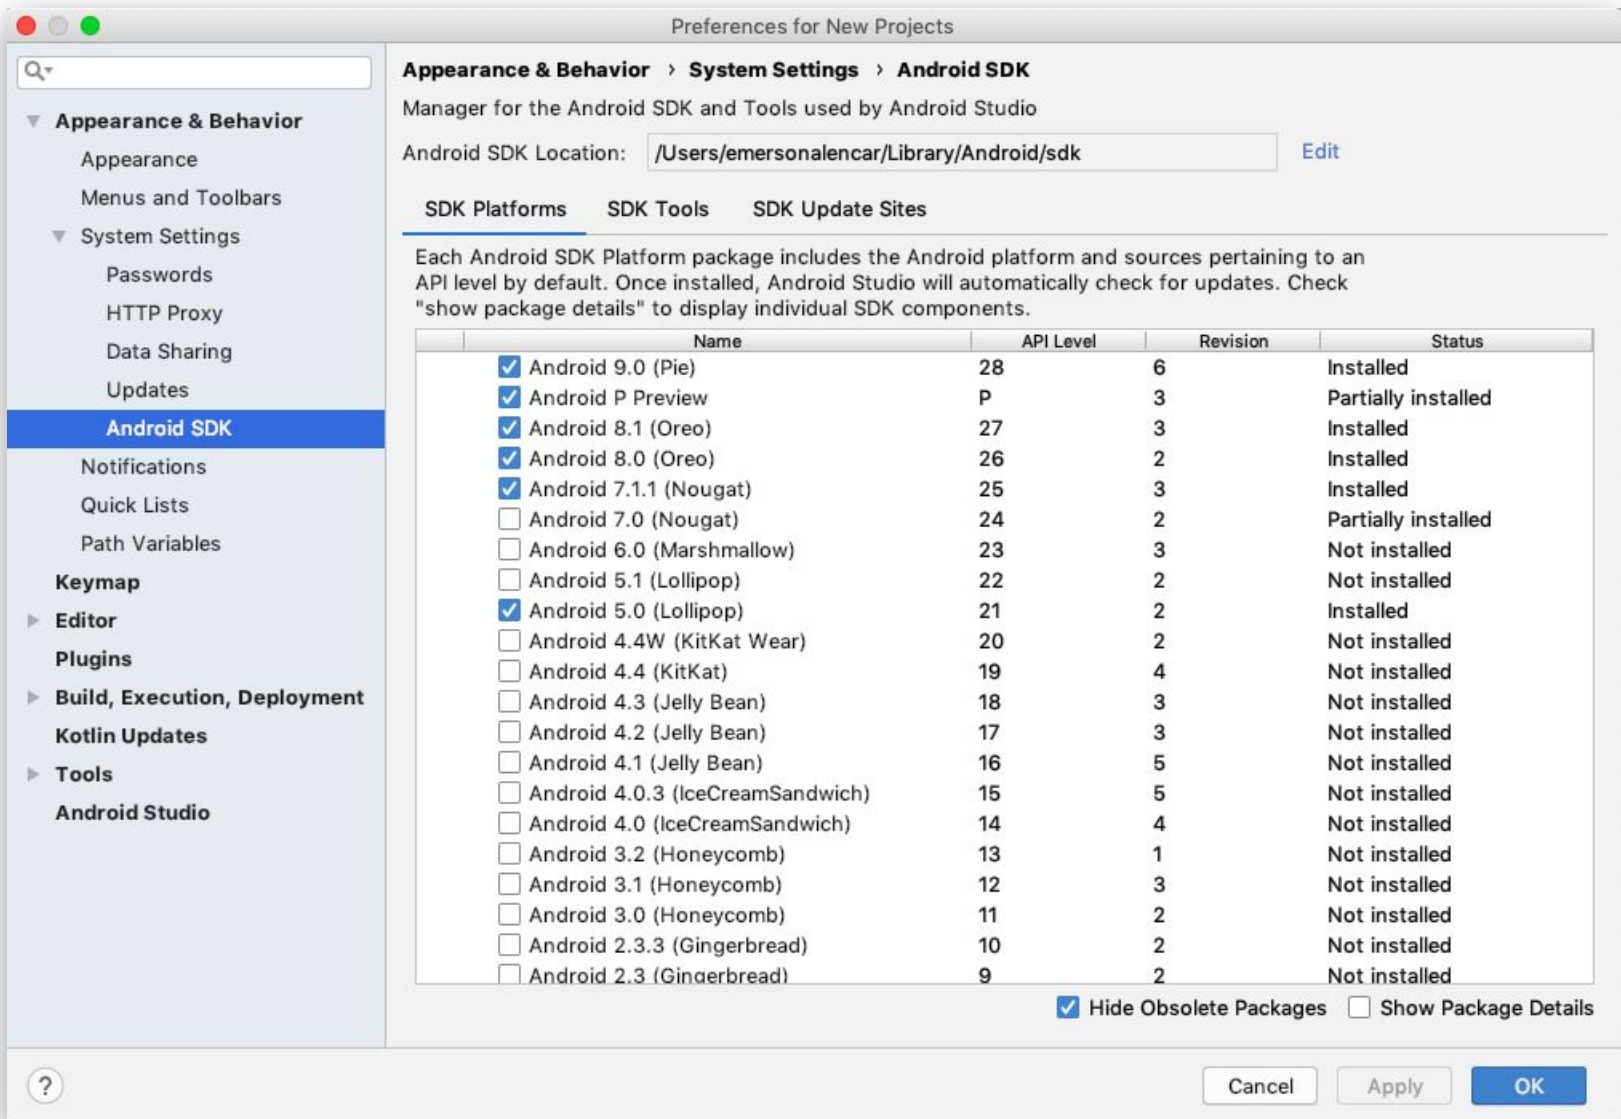 Preferences for New Projects
Appearance & Behavior
Appearance
Menus and Toolbars
System Settings
Passwords
HTTP Proxy
Data Sharing
Updates
Android SDK
Notifications
Quick Lists
Path Variables
Keymap
Editor
Plugins
Build, Execution, Deployment
Kotlin Updates
Tools
Android Studio
Appearance & Behavior › System Settings › Android SDK
Manager for the Android SDK and Tools used by Android Studio
Android SDK Location: /Users/emersonalencar/Library/Android/sdk Edit
SDK Platforms SDK Tools SDK Update Sites
Each Android SDK Platform package includes the Android platform and sources pertaining to an
API level by default. Once installed, Android Studio will automatically check for updates. Check
"show package details" to display individual SDK components.
Name API Level Revision Status
Android 9.0 (Pie) 28 6 Installed
Android P Preview P 3 Partially installed
Android 8.1 (Oreo) 27 3 Installed
Android 8.0 (Oreo) 26 2 Installed
Android 7.1.1 (Nougat) 25 3 Installed
Android 7.0 (Nougat) 24 2 Partially installed
Android 6.0 (Marshmallow) 23 3 Not installed
Android 5.1 (Lollipop) 22 2 Not installed
Android 5.0 (Lollipop) 21 2 Installed
Android 4.4W (KitKat Wear) 20 2 Not installed
Android 4.4 (KitKat) 19 4 Not installed
Android 4.3 (Jelly Bean) 18 3 Not installed
Android 4.2 (Jelly Bean) 17 3 Not installed
Android 4.1 (Jelly Bean) 16 5 Not installed
Android 4.0.3 (IceCreamSandwich) 15 5 Not installed
Android 4.0 (IceCreamSandwich) 14 4 Not installed
Android 3.2 (Honeycomb) 13 1 Not installed
Android 3.1 (Honeycomb) 12 3 Not installed
Android 3.0 (Honeycomb) 11 2 Not installed
Android 2.3.3 (Gingerbread) 10 2 Not installed
Android 2.3 (Gingerbread) 9 2 Not installed
Hide Obsolete Packages Show Package Details
? Cancel Apply OK